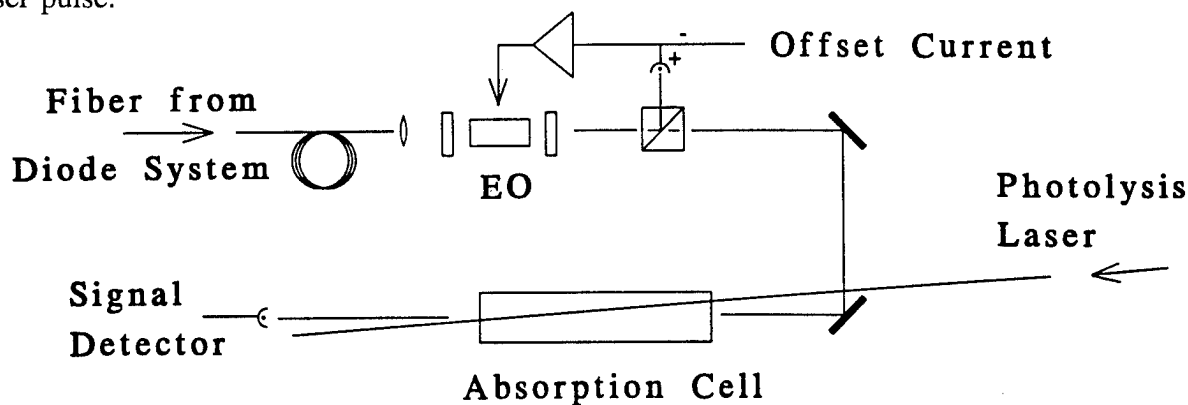 ser pulse.
- Offset Current
+
Fiber from
Diode System
EO
Photolysis
Laser
Signal
Detector
Absorption Cell